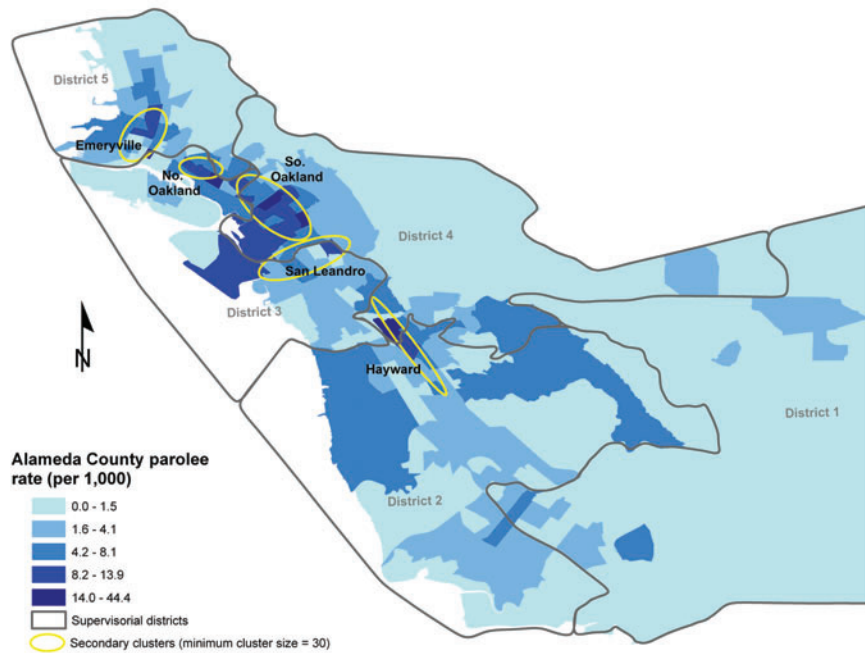 District 5
Emeryville
No.
Oakland
So.
Oakland
District 4
San Leandro
District 3
N
Hayward
District 1
District 2
Alameda County parolee
rate (per 1,000)
0.0 - 1.5
1.6 - 4.1
4.2 - 8.1
8.2 - 13.9
14.0 - 44.4
Supervisorial districts
Secondary clusters (minimum cluster size = 30)